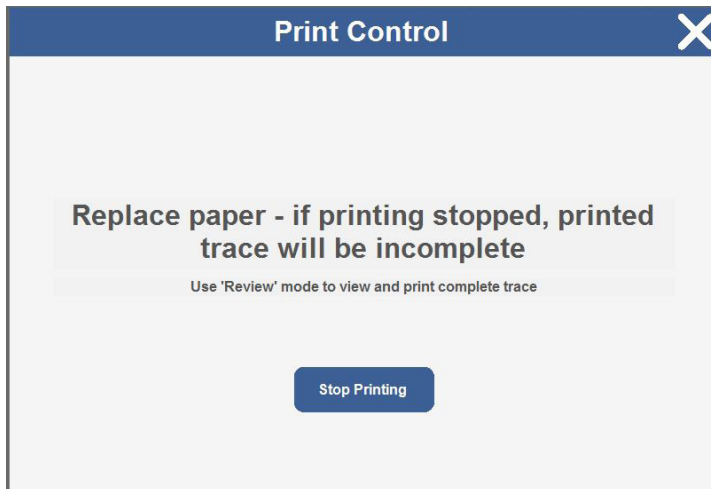 Print Control
Replace paper - if printing stopped, printed
trace will be incomplete
Use 'Review' mode to view and print complete trace
Stop Printing